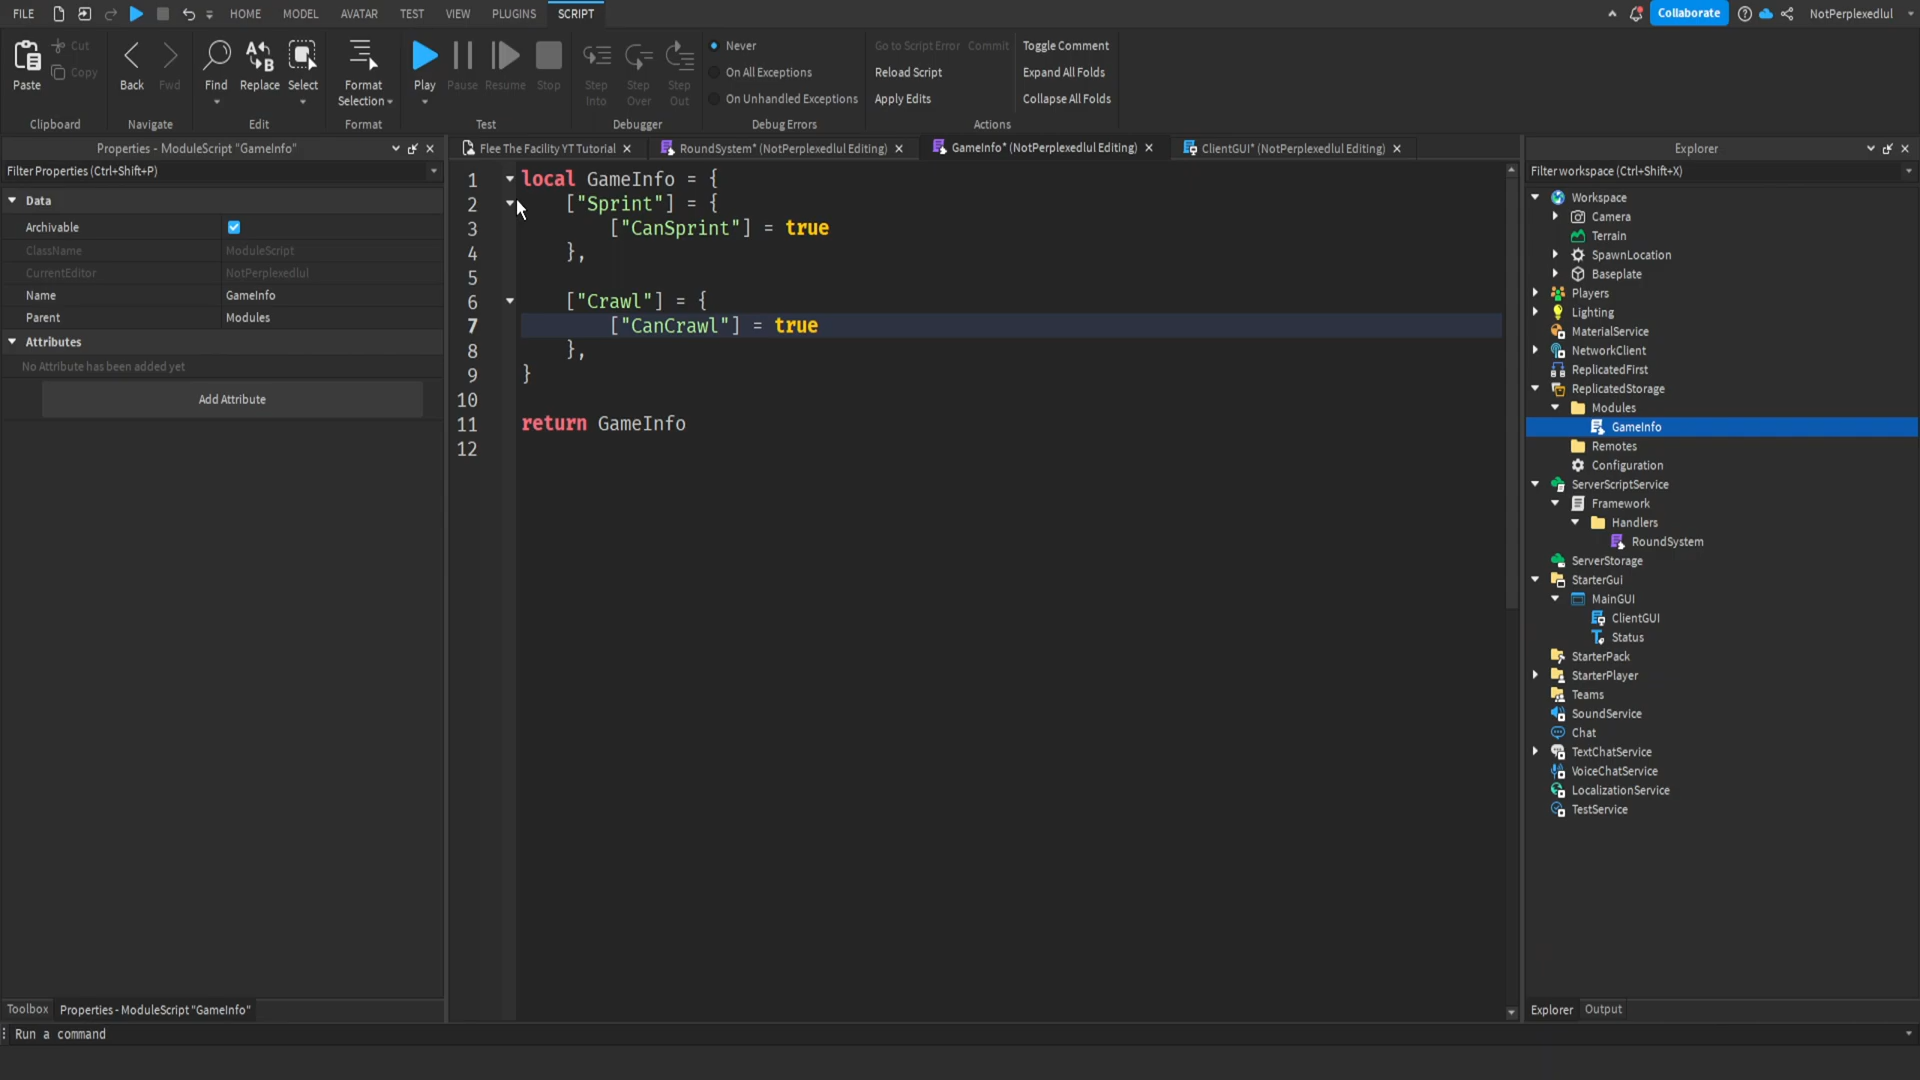 FILE HOME MODEL AVATAR TEST VIEW PLUGINS SCRIPT Collaborate NotPerplexedlul
Paste Cut Copy Back Fwd Find Replace Select Format Selection Play Pause Resume Stop Step Into Step Over Step Out
Never
On All Exceptions
On Unhandled Exceptions
Go to Script Error Commit
Reload Script
Apply Edits
Toggle Comment
Expand All Folds
Collapse All Folds
Clipboard Navigate Edit Format Test Debugger Debug Errors Actions
Properties - ModuleScript "GameInfo"
Filter Properties (Ctrl+Shift+P)
Data
Archivable
ClassName ModuleScript
CurrentEditor NotPerplexedlul
Name GameInfo
Parent Modules
Attributes
No Attribute has been added yet
Add Attribute
Toolbox Properties - ModuleScript "GameInfo"
Flee The Facility YT Tutorial RoundSystem* (NotPerplexedlul Editing) GameInfo* (NotPerplexedlul Editing) ClientGUI* (NotPerplexedlul Editing)
1 local GameInfo = {
2 ["Sprint"] = {
3 ["CanSprint"] = true
4 },
5
6 ["Crawl"] = {
7 ["CanCrawl"] = true
8 },
9 }
10
11 return GameInfo
12
Explorer
Filter workspace (Ctrl+Shift+X)
Workspace
Camera
Terrain
SpawnLocation
Baseplate
Players
Lighting
MaterialService
NetworkClient
ReplicatedFirst
ReplicatedStorage
Modules
GameInfo
Remotes
Configuration
ServerScriptService
Framework
Handlers
RoundSystem
ServerStorage
StarterGui
MainGUI
ClientGUI
Status
StarterPack
StarterPlayer
Teams
SoundService
Chat
TextChatService
VoiceChatService
LocalizationService
TestService
Explorer Output
Run a command